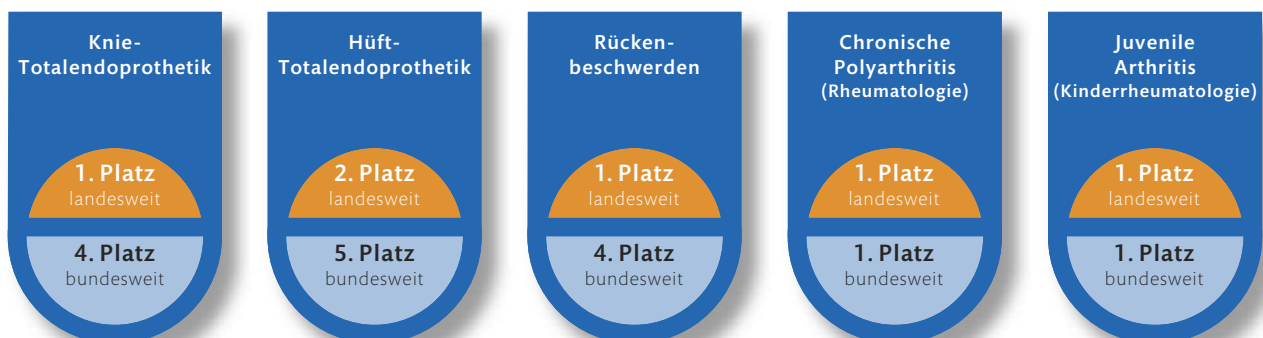 Knie-
Totalendoprothetik
1. Platz
landesweit
4. Platz
bundesweit
Hüft-
Totalendoprothetik
2. Platz
landesweit
5. Platz
bundesweit
Rücken-
beschwerden
1. Platz
landesweit
4. Platz
bundesweit
Chronische
Polyarthritis
(Rheumatologie)
1. Platz
landesweit
1. Platz
bundesweit
Juvenile
Arthritis
(Kinderrheumatologie)
1. Platz
landesweit
1. Platz
bundesweit